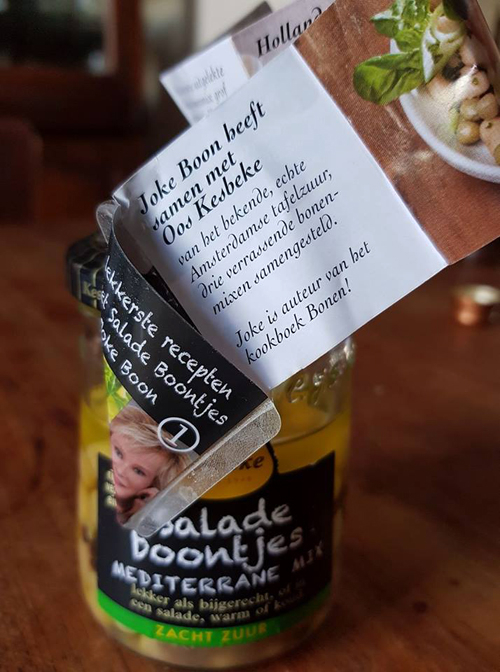 Holland
Joke Boon heeft
samen met
Oos Kesbeke
van het bekende, echte
Amsterdamse tafelzuur,
drie verrassende bonen-
mixen samengesteld.
Joke is auteur van het
kookboek Bonen!
lekkerste recepten
Salade Boontjes
Joke Boon
1
Salade
boontjes
MEDITERRANE MIX
lekker als bijgerecht, of in
een salade, warm of koud
ZACHT ZUUR